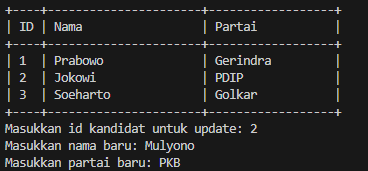 +----+----------------------+------------------+
| ID | Nama                 | Partai           |
+----+----------------------+------------------+
| 1  | Prabowo              | Gerindra         |
| 2  | Jokowi               | PDIP             |
| 3  | Soeharto             | Golkar           |
+----+----------------------+------------------+
Masukkan id kandidat untuk update: 2
Masukkan nama baru: Mulyono
Masukkan partai baru: PKB